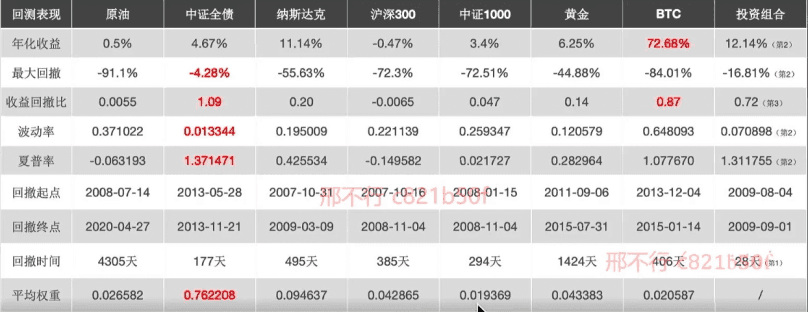 回测表现 原油 中证全债 纳斯达克 沪深300 中证1000 黄金 BTC 投资组合
年化收益 0.5% 4.67% 11.14% -0.47% 3.4% 6.25% 72.68% 12.14%（第2）
最大回撤 -91.1% -4.28% -55.63% -72.3% -72.51% -44.88% -84.01% -16.81%（第2）
收益回撤比 0.0055 1.09 0.20 -0.0065 0.047 0.14 0.87 0.72（第3）
波动率 0.371022 0.013344 0.195009 0.221139 0.259347 0.120579 0.648093 0.070898（第2）
夏普率 -0.063193 1.371471 0.425534 -0.149582 0.021727 0.282964 1.077670 1.311755（第2）
回撤起点 2008-07-14 2013-05-28 2007-10-31 2007-10-16 2008-01-15 2011-09-06 2013-12-04 2009-08-04
邢不行 c821b30f
回撤终点 2020-04-27 2013-11-21 2009-03-09 2008-11-04 2008-11-04 2015-07-31 2015-01-14 2009-09-01
回撤时间 4305天 177天 495天 385天 294天 1424天 406天 28天（第1）
邢不行 c821b30f
平均权重 0.026582 0.762208 0.094637 0.042865 0.019369 0.043383 0.020587 /